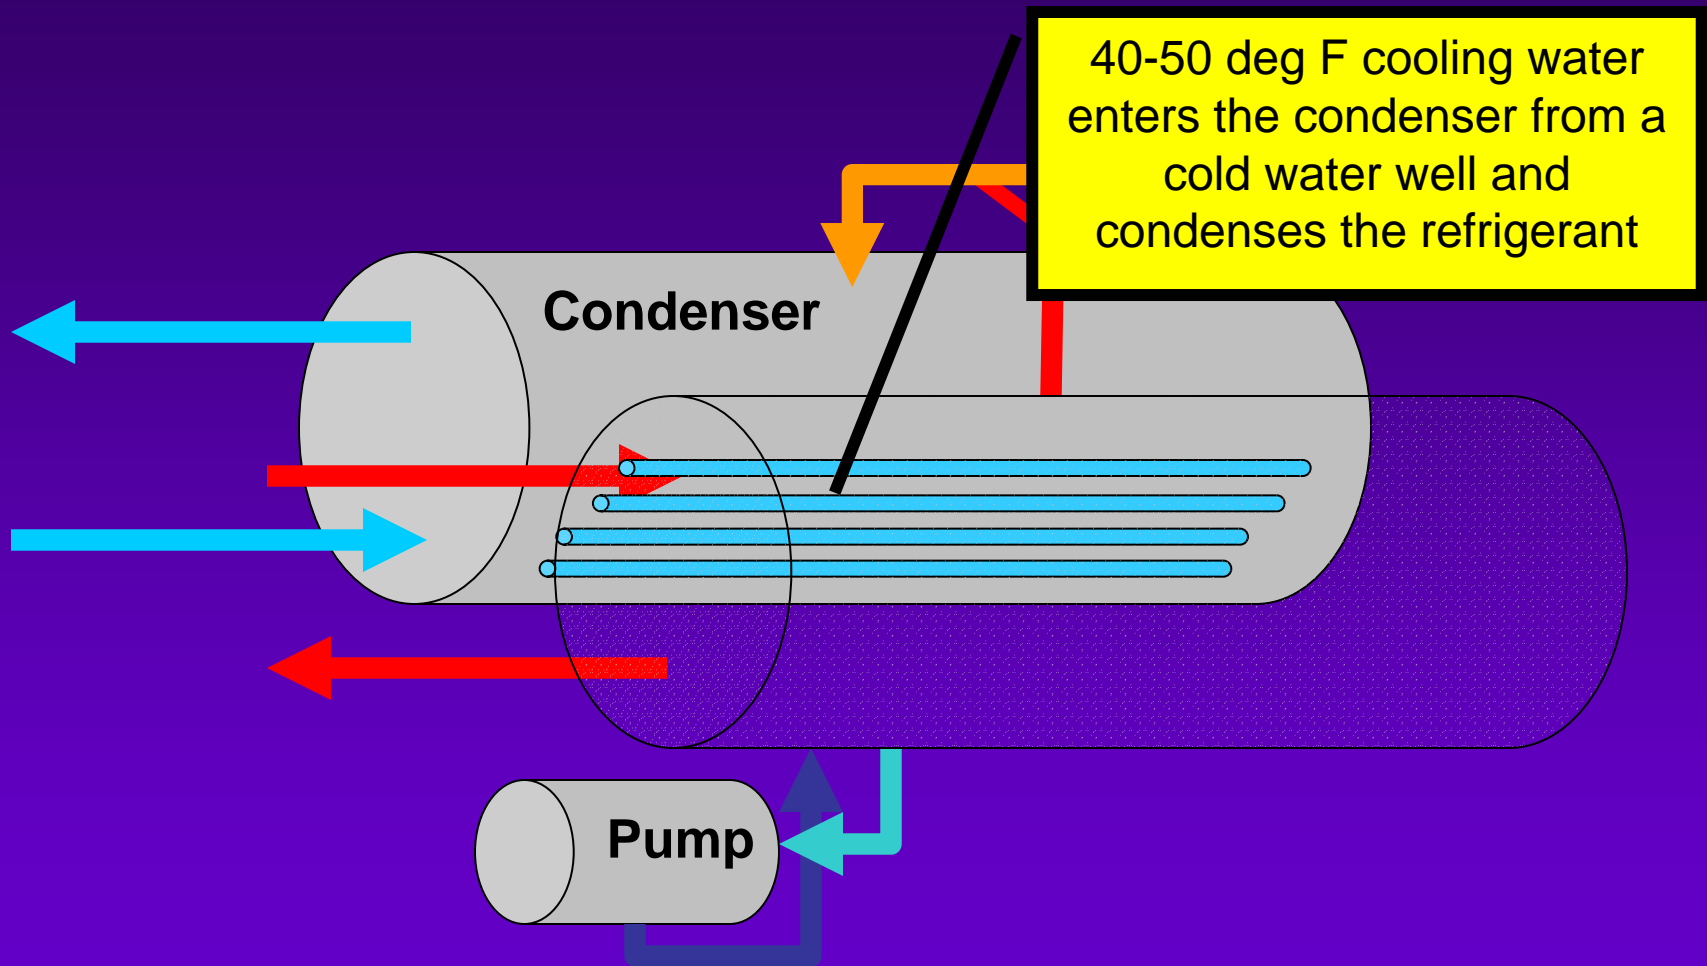 40-50 deg F cooling water
enters the condenser from a
cold water well and
condenses the refrigerant
Condenser
Pump